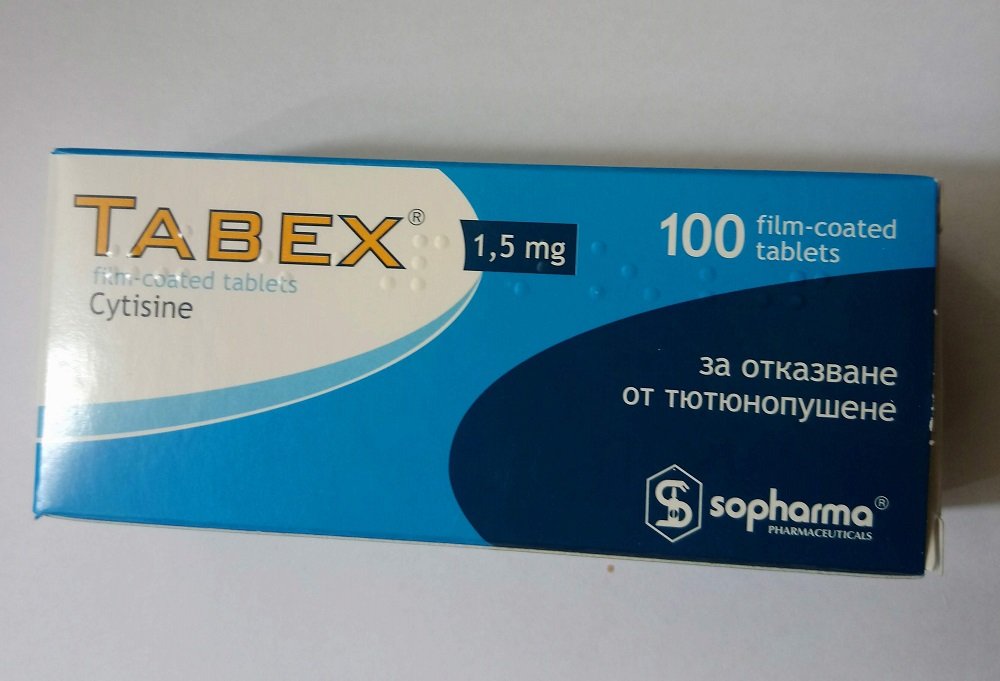 TABEX®
film-coated tablets
Cytisine
1,5 mg
100 film-coated
tablets
за отказване
от тютюнопушене
sopharma®
PHARMACEUTICALS